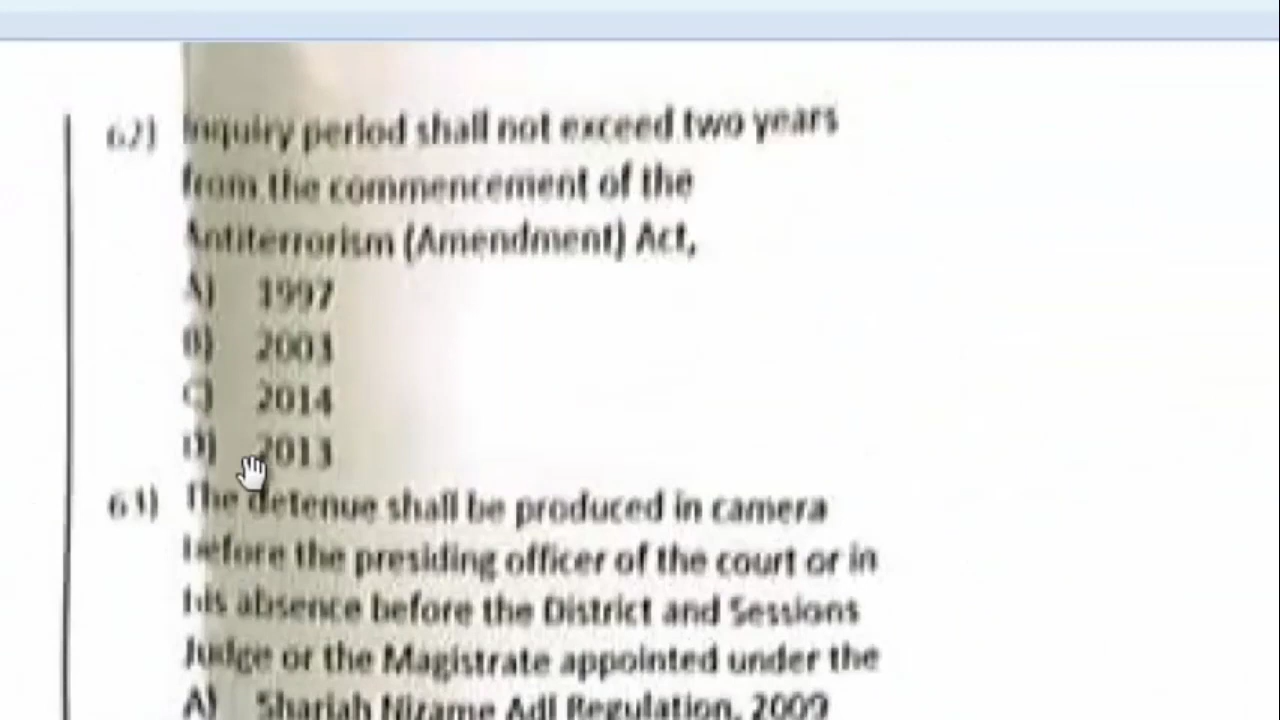 62) Inquiry period shall not exceed two years
from the commencement of the
Antiterrorism (Amendment) Act,
A) 1997
B) 2003
C) 2014
D) 2013
63) The detenue shall be produced in camera
before the presiding officer of the court or in
his absence before the District and Sessions
Judge or the Magistrate appointed under the
A) Shariah Nizame Adl Regulation, 2009